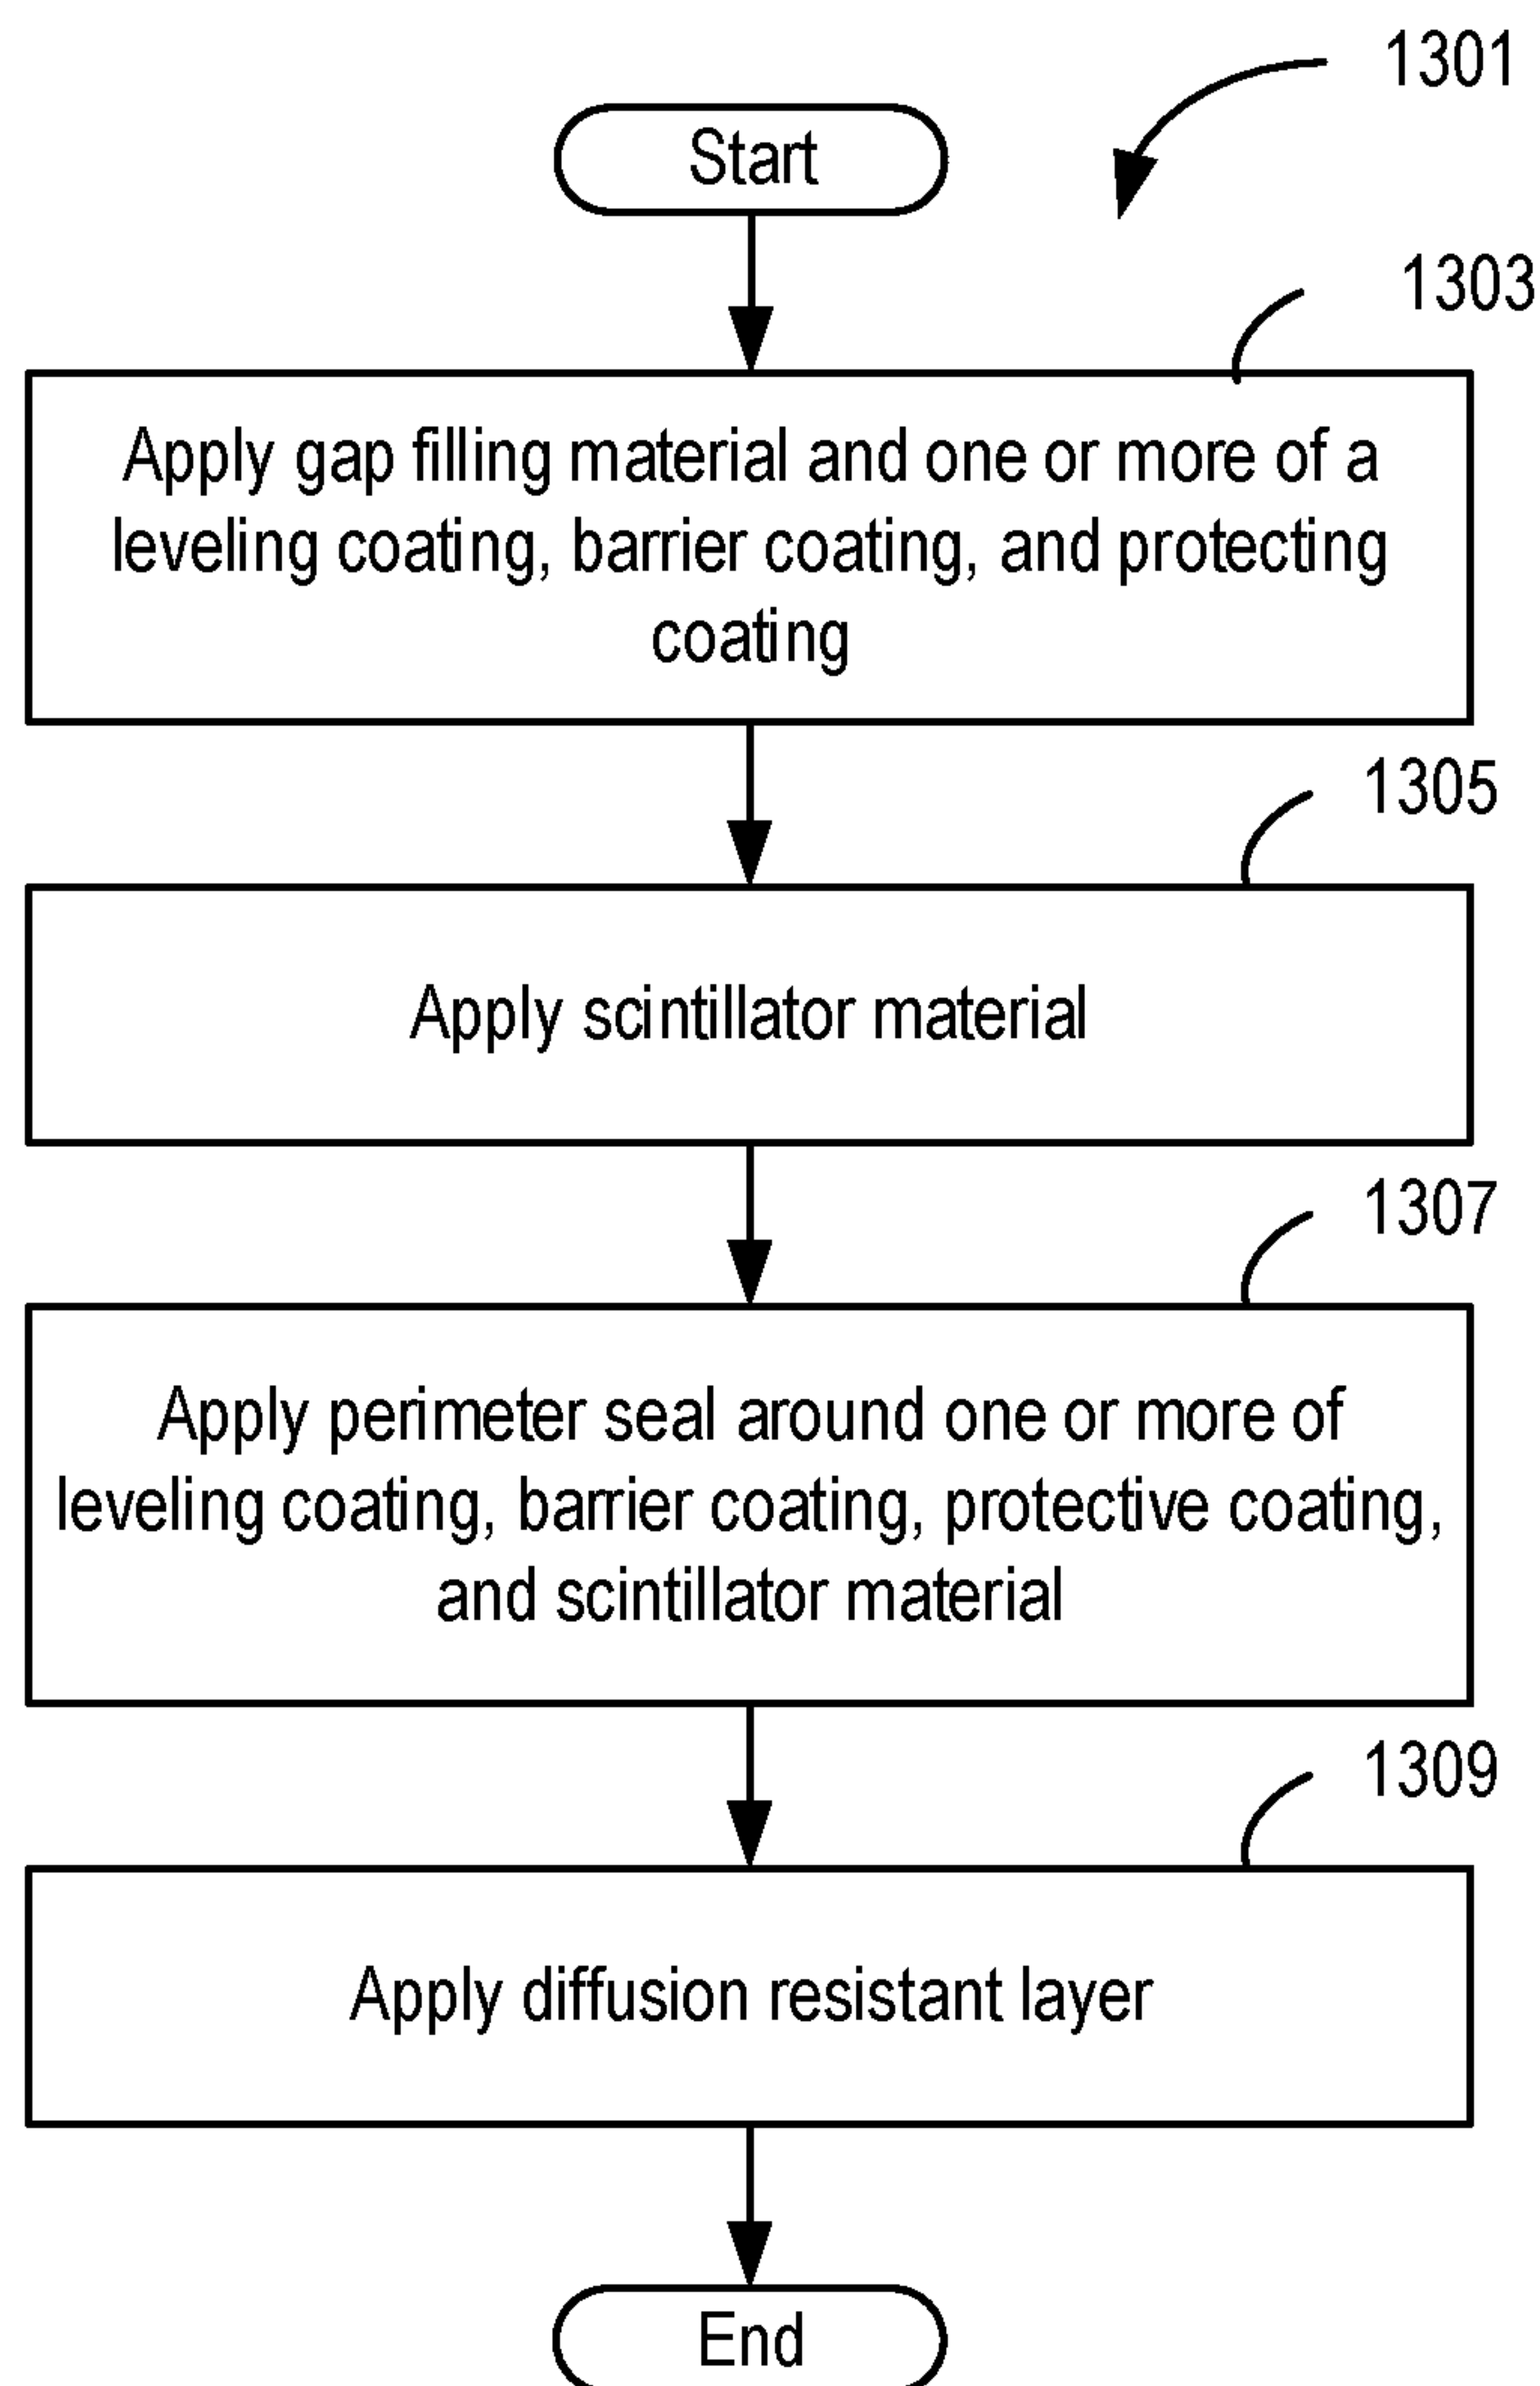 1301
Start
1303
Apply gap filling material and one or more of a
leveling coating, barrier coating, and protecting
coating
1305
Apply scintillator material
1307
Apply perimeter seal around one or more of
leveling coating, barrier coating, protective coating,
and scintillator material
1309
Apply diffusion resistant layer
End